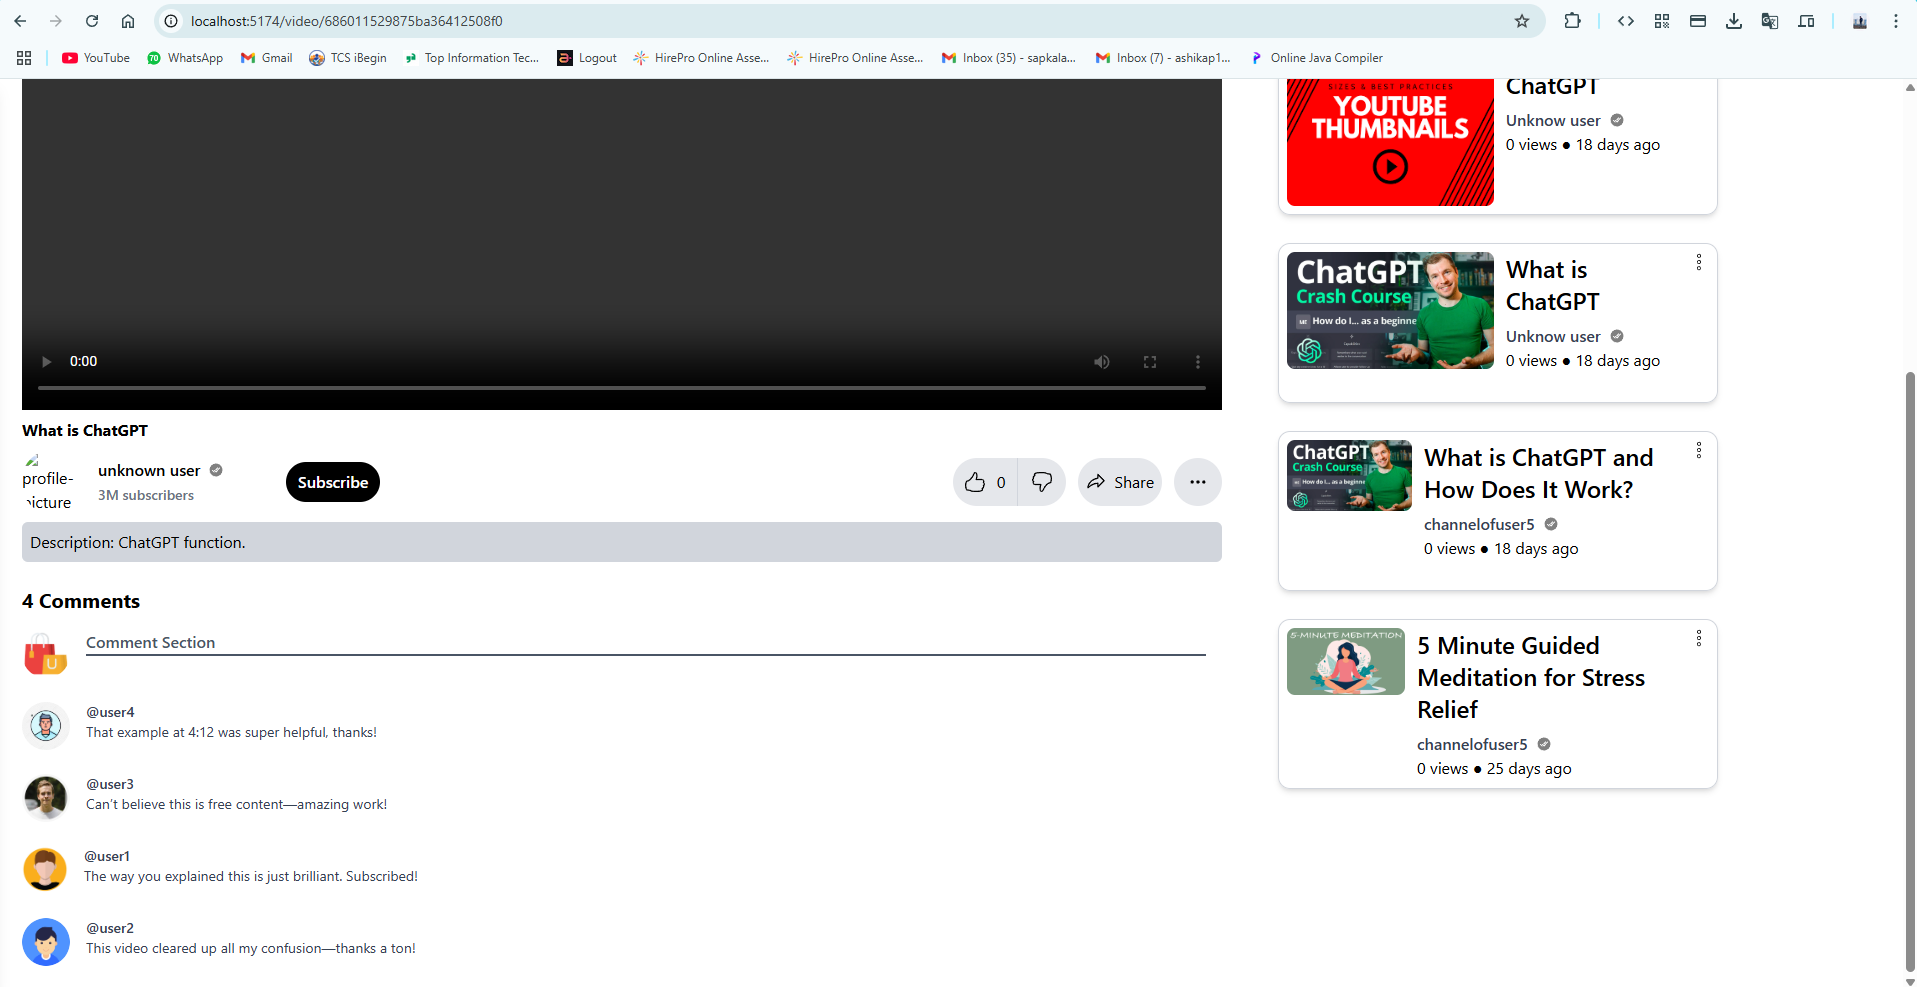 localhost:5174/video/686011529875ba36412508f0
YouTube
WhatsApp
Gmail
TCS iBegin
Top Information Tec...
Logout
HirePro Online Asse...
HirePro Online Asse...
Inbox (35) - sapkala...
Inbox (7) - ashikap1...
Online Java Compiler
0:00
What is ChatGPT
profile-
picture
unknown user
3M subscribers
Subscribe
0
Share
Description: ChatGPT function.
4 Comments
Comment Section
@user4
That example at 4:12 was super helpful, thanks!
@user3
Can't believe this is free content—amazing work!
@user1
The way you explained this is just brilliant. Subscribed!
@user2
This video cleared up all my confusion—thanks a ton!
SIZES & BEST PRACTICES
YOUTUBE
THUMBNAILS
ChatGPT
Unknow user
0 views ● 18 days ago
ChatGPT
Crash Course
ME How do I... as a beginne
What is
ChatGPT
Unknow user
0 views ● 18 days ago
ChatGPT
Crash Course
How do I... as a beginne
What is ChatGPT and
How Does It Work?
channelofuser5
0 views ● 18 days ago
5-MINUTE MEDITATION
5 Minute Guided
Meditation for Stress
Relief
channelofuser5
0 views ● 25 days ago